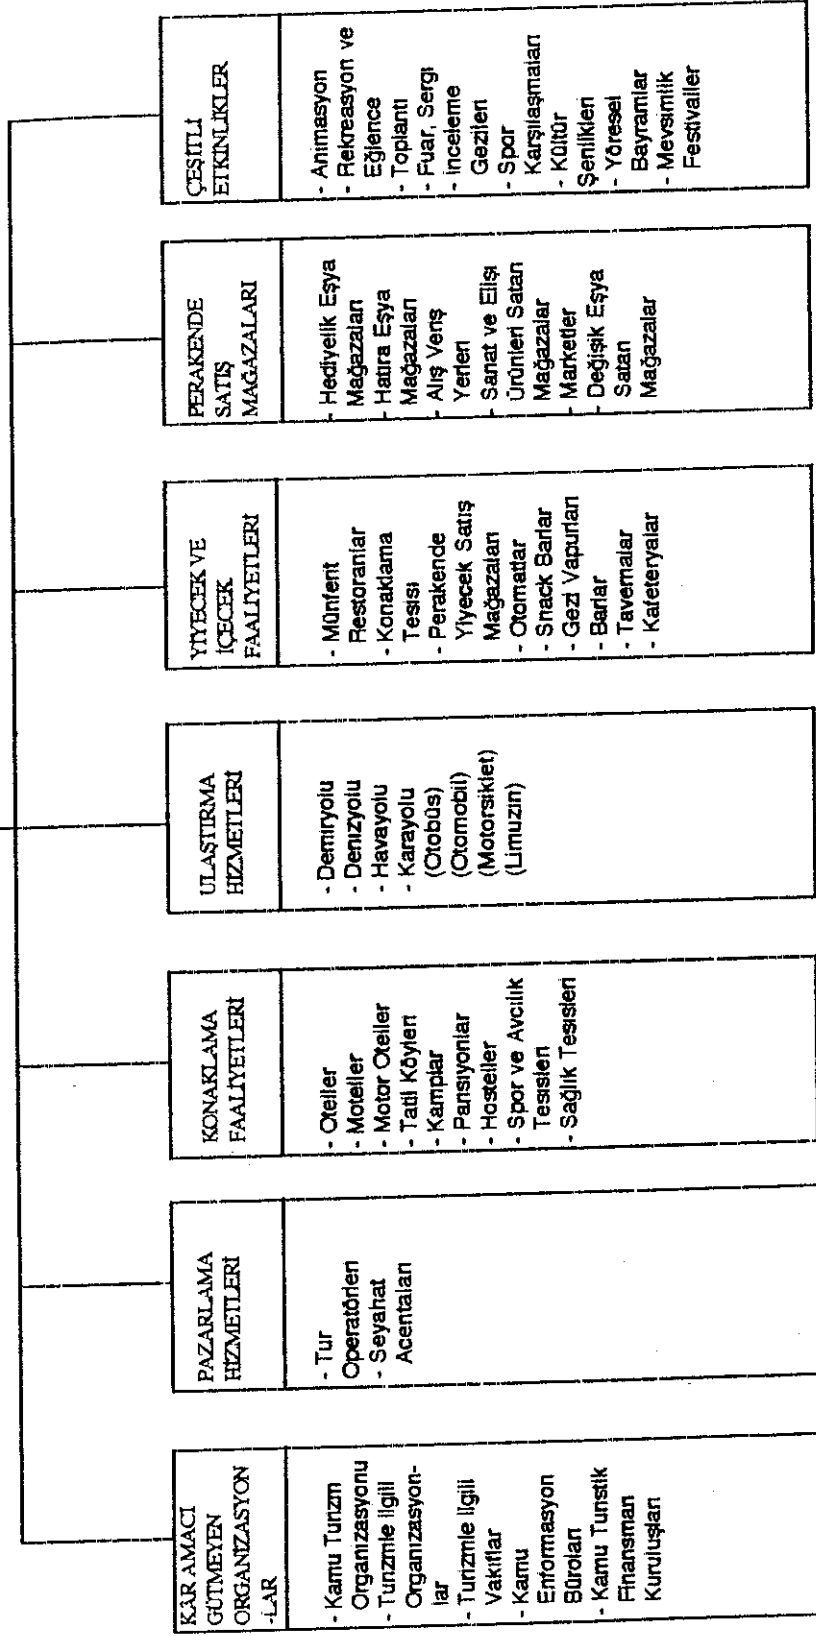 KÂR AMACI
GÜTMEYEN
ORGANİZASYON
-LAR
- Kamu Turizm
Organizasyonu
- Turizmle İlgili
Organizasyon-
lar
- Turizmle İlgili
Vakıflar
- Kamu
Enformasyon
Büroları
- Kamu Turistik
Finansman
Kuruluşları
PAZARLAMA
HİZMETLERİ
- Tur
Operatörleri
- Seyahat
Acentaları
KONAKLAMA
FAALİYETLERİ
- Oteller
- Moteller
- Motor Oteller
- Tatil Köyleri
- Kamplar
- Pansiyonlar
- Hosteller
- Spor ve Avcılık
Tesisleri
- Sağlık Tesisleri
ULAŞTIRMA
HİZMETLERİ
- Demiryolu
- Denizyolu
- Havayolu
- Karayolu
(Otobüs)
(Otomobil)
(Motorsiklet)
(Limuzin)
YİYECEK VE
İÇECEK
FAALİYETLERİ
- Münferit
Restoranlar
- Konaklama
Tesisi
- Perakende
Yiyecek Satış
Mağazaları
- Otomatlar
- Snack Barlar
- Gezi Vapurları
- Barlar
- Tavernalar
- Kafeteryalar
PERAKENDE
SATIŞ
MAĞAZALARI
- Hediyelik Eşya
Mağazaları
- Hatıra Eşya
Mağazaları
- Alış Veriş
Yerleri
- Sanat ve Elişi
Ürünleri Satan
Mağazalar
- Marketler
- Değişik Eşya
Satan
Mağazalar
ÇEŞİTLİ
ETKİNLİKLER
- Animasyon
- Rekreasyon ve
Eğlence
- Toplantı
- Fuar, Sergi
- İnceleme
Gezileri
- Spor
Karşılaşmaları
- Kültür
Şenlikleri
- Yöresel
Bayramlar
- Mevsimlik
Festivaller